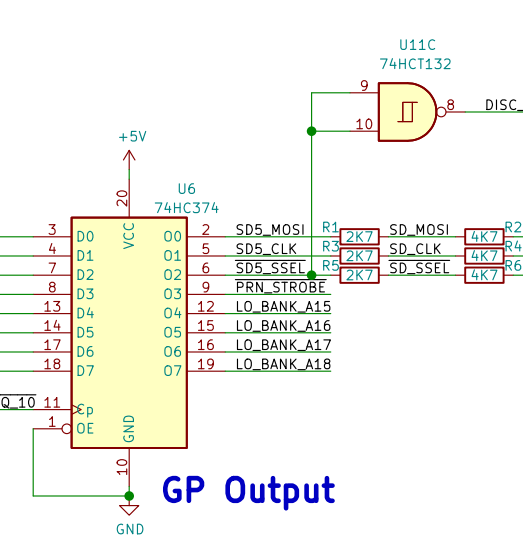 U11C
74HCT132
9
8
DISC_
10
+5V
20
U6
74HC374
VCC
3 D0 O0 2 SD5_MOSI R1 2K7 SD_MOSI 4K7 R2
4 D1 O1 5 SD5_CLK R3 2K7 SD_CLK 4K7 R4
7 D2 O2 6 SD5_SSEL R5 2K7 SD_SSEL 4K7 R6
8 D3 O3 9 PRN_STROBE
13 D4 O4 12 LO_BANK_A15
14 D5 O5 15 LO_BANK_A16
17 D6 O6 16 LO_BANK_A17
18 D7 O7 19 LO_BANK_A18
Q_10 11 Cp
1 OE
GND
10
GP Output
GND